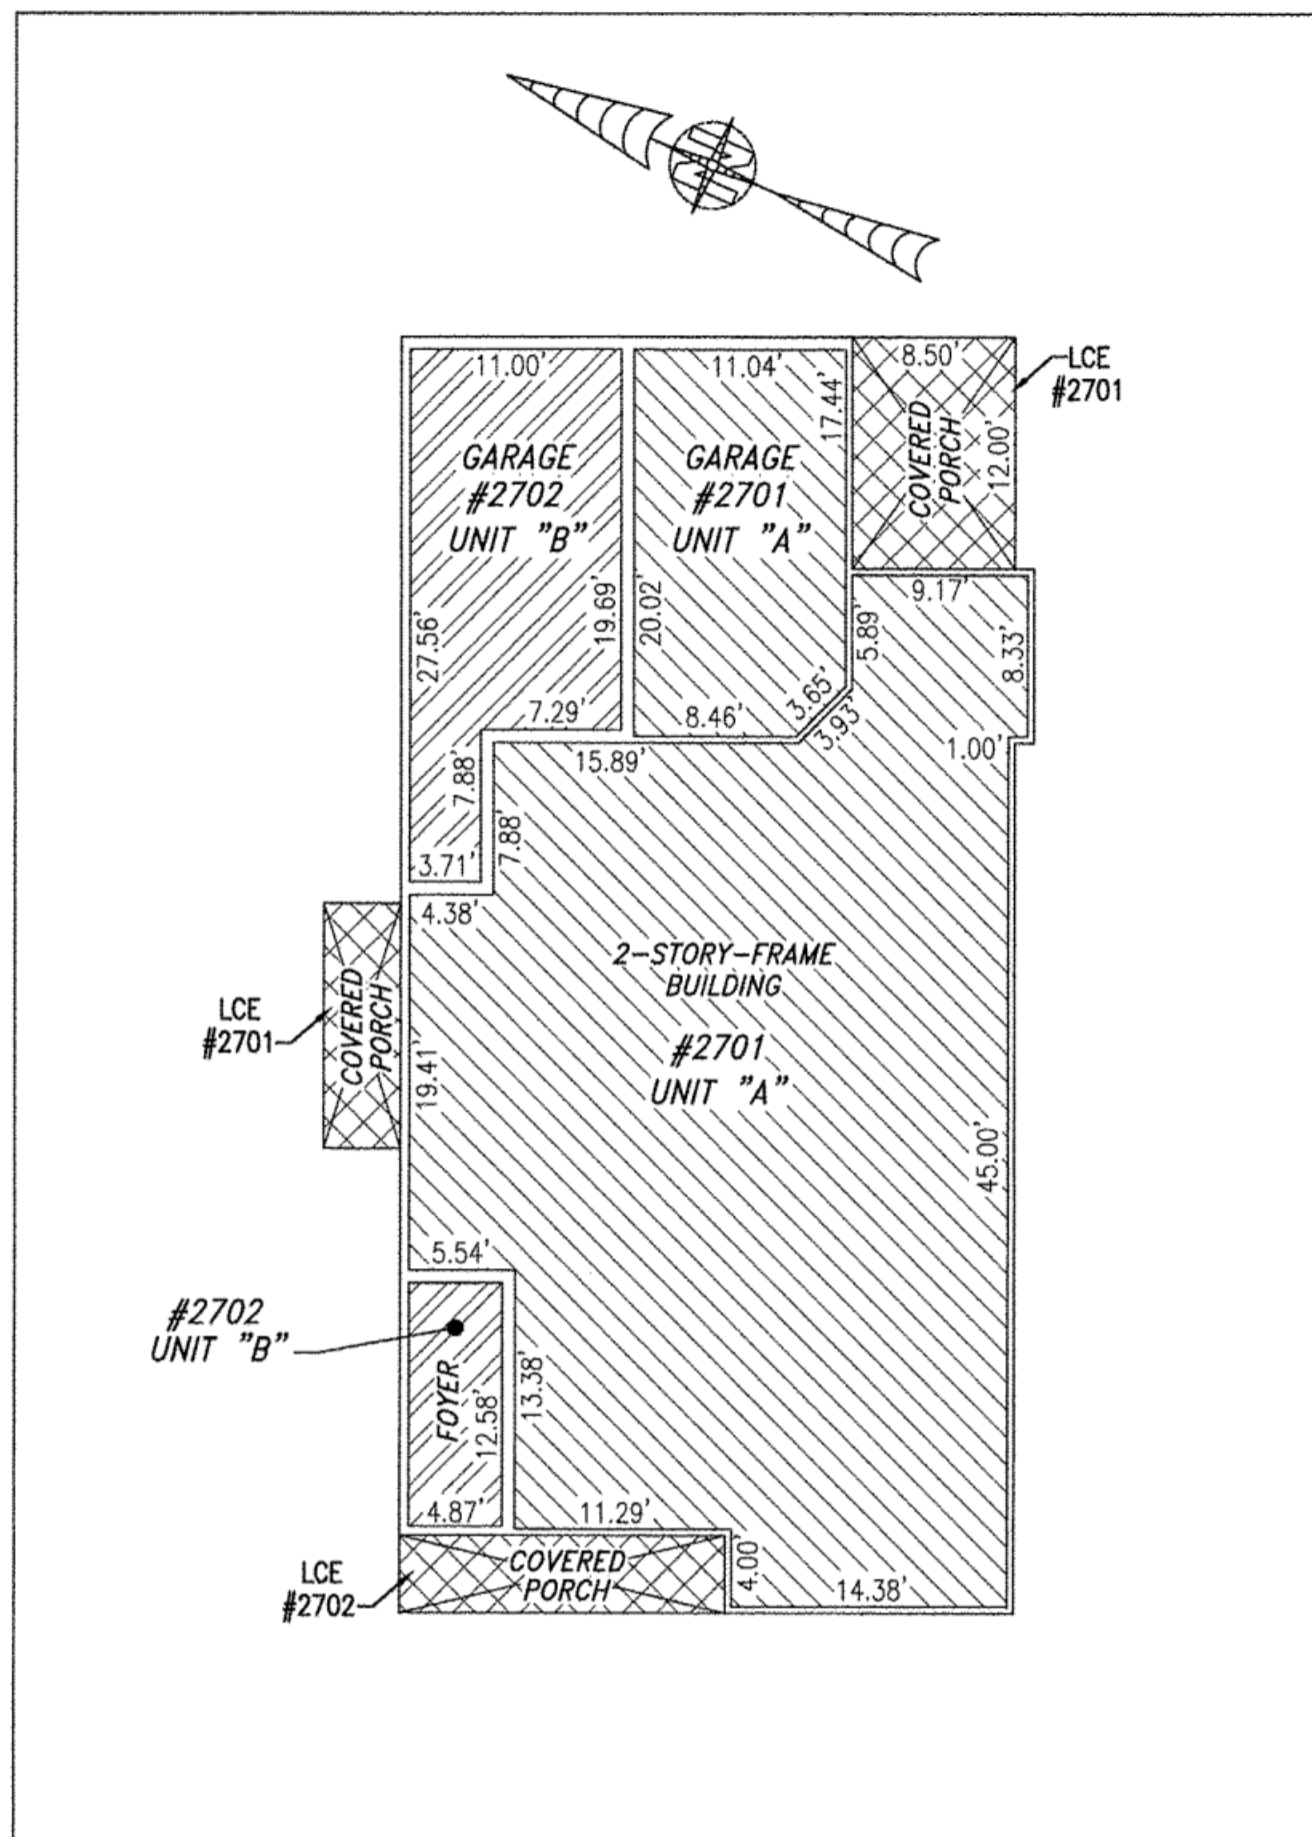 N
11.00'
11.04'
8.50'
LCE
#2701
17.44'
GARAGE
#2702
UNIT "B"
GARAGE
#2701
UNIT "A"
COVERED
PORCH
12.00'
27.56'
19.69'
20.02'
5.89'
9.17'
8.33'
7.29'
8.46'
3.65'
3.93'
1.00'
15.89'
7.88'
7.88'
3.71'
4.38'
2-STORY-FRAME
BUILDING
#2701
UNIT "A"
LCE
#2701
COVERED
PORCH
19.41'
45.00'
5.54'
#2702
UNIT "B"
FOYER
12.58'
13.38'
4.87'
11.29'
LCE
#2702
COVERED
PORCH
4.00'
14.38'